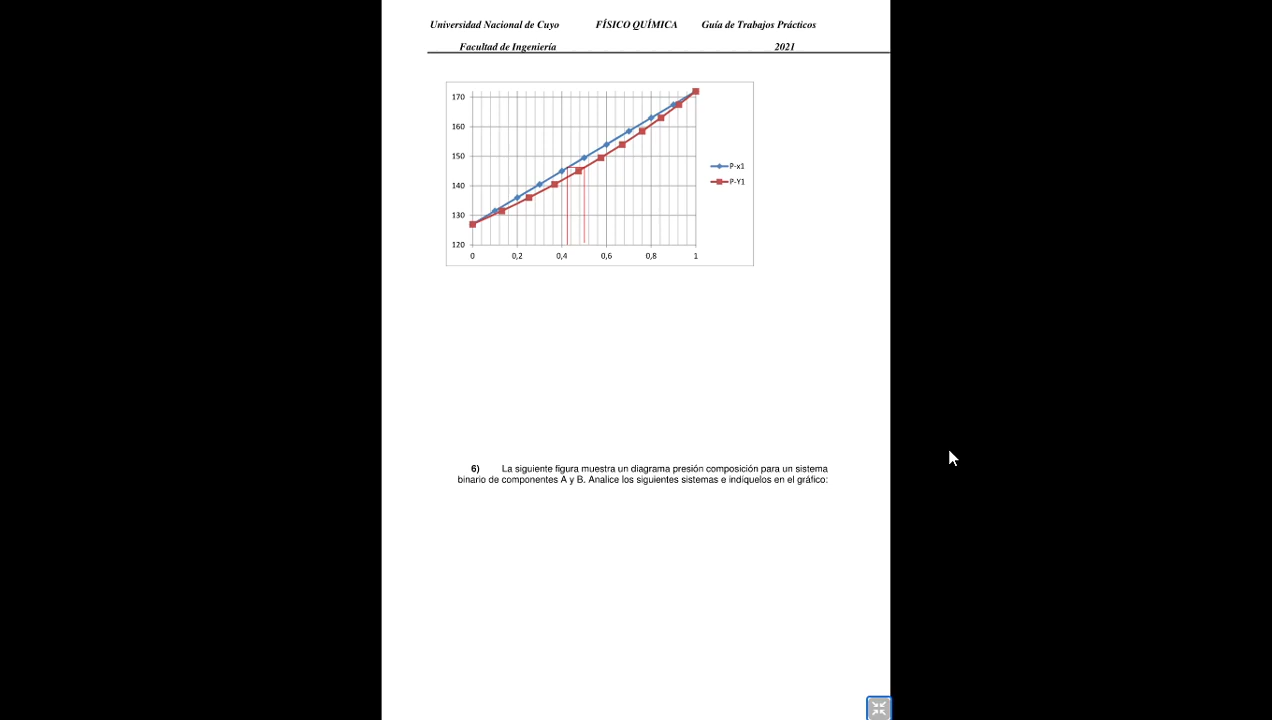 Universidad Nacional de Cuyo FÍSICO QUÍMICA Guía de Trabajos Prácticos
Facultad de Ingeniería 2021
170
160
150
140
130
120
0 0,2 0,4 0,6 0,8 1
P-x1
P-Y1
6) La siguiente figura muestra un diagrama presión composición para un sistema
binario de componentes A y B. Analice los siguientes sistemas e indíquelos en el gráfico: